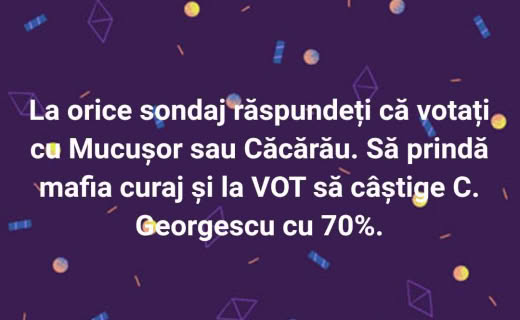 La orice sondaj răspundeți că votați
cu Mucușor sau Căcărău. Să prindă
mafia curaj și la VOT să câștige C.
Georgescu cu 70%.